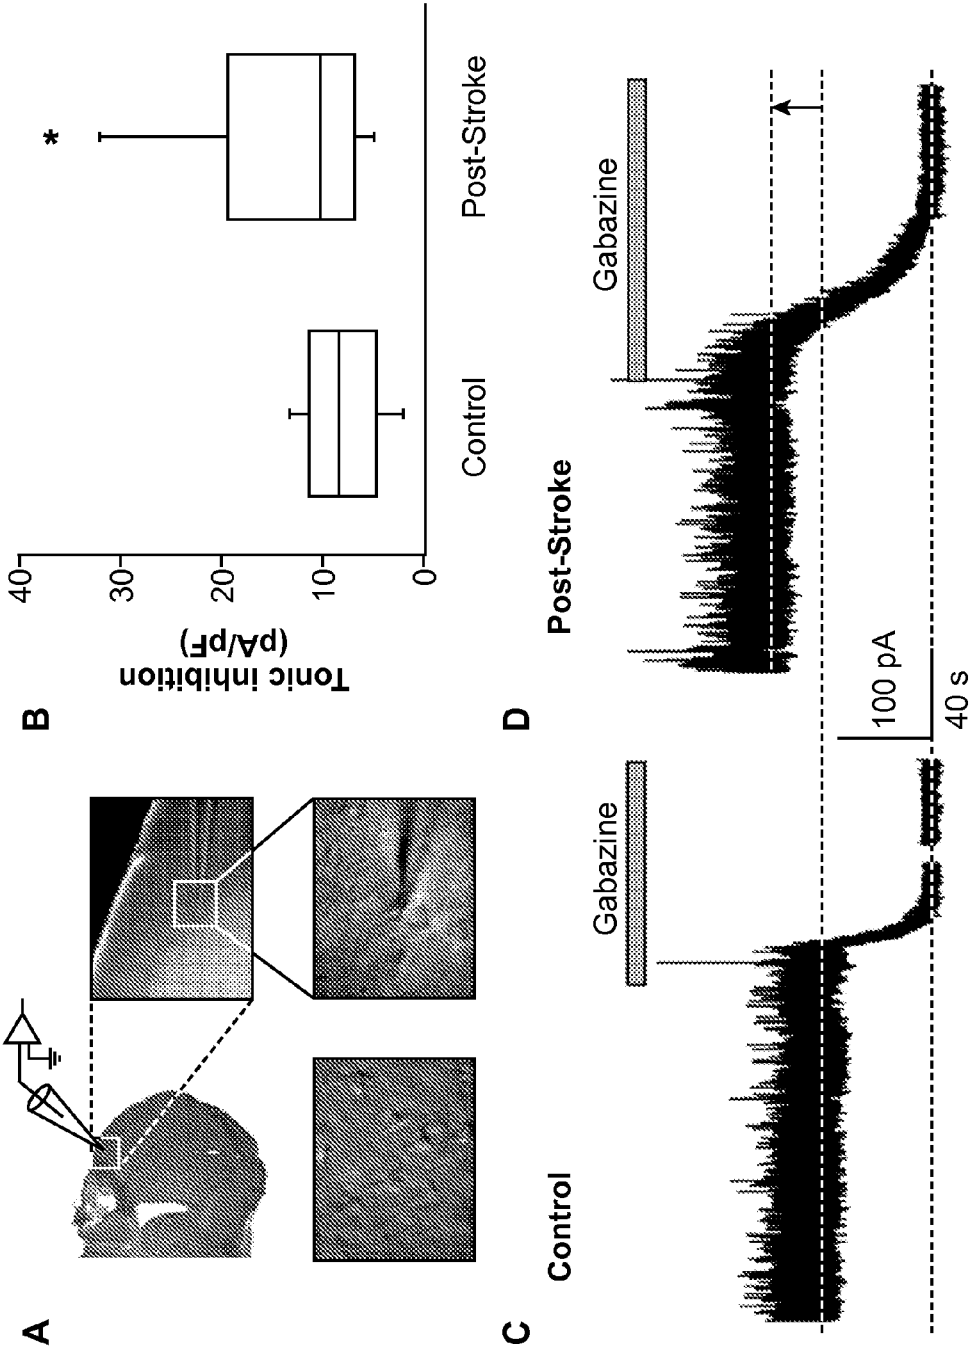 A
B
Tonic inhibition
(pA/pF)
40
30
20
10
0
*
Control
Post-Stroke
C
Control
Gabazine
100 pA
40 s
D
Post-Stroke
Gabazine